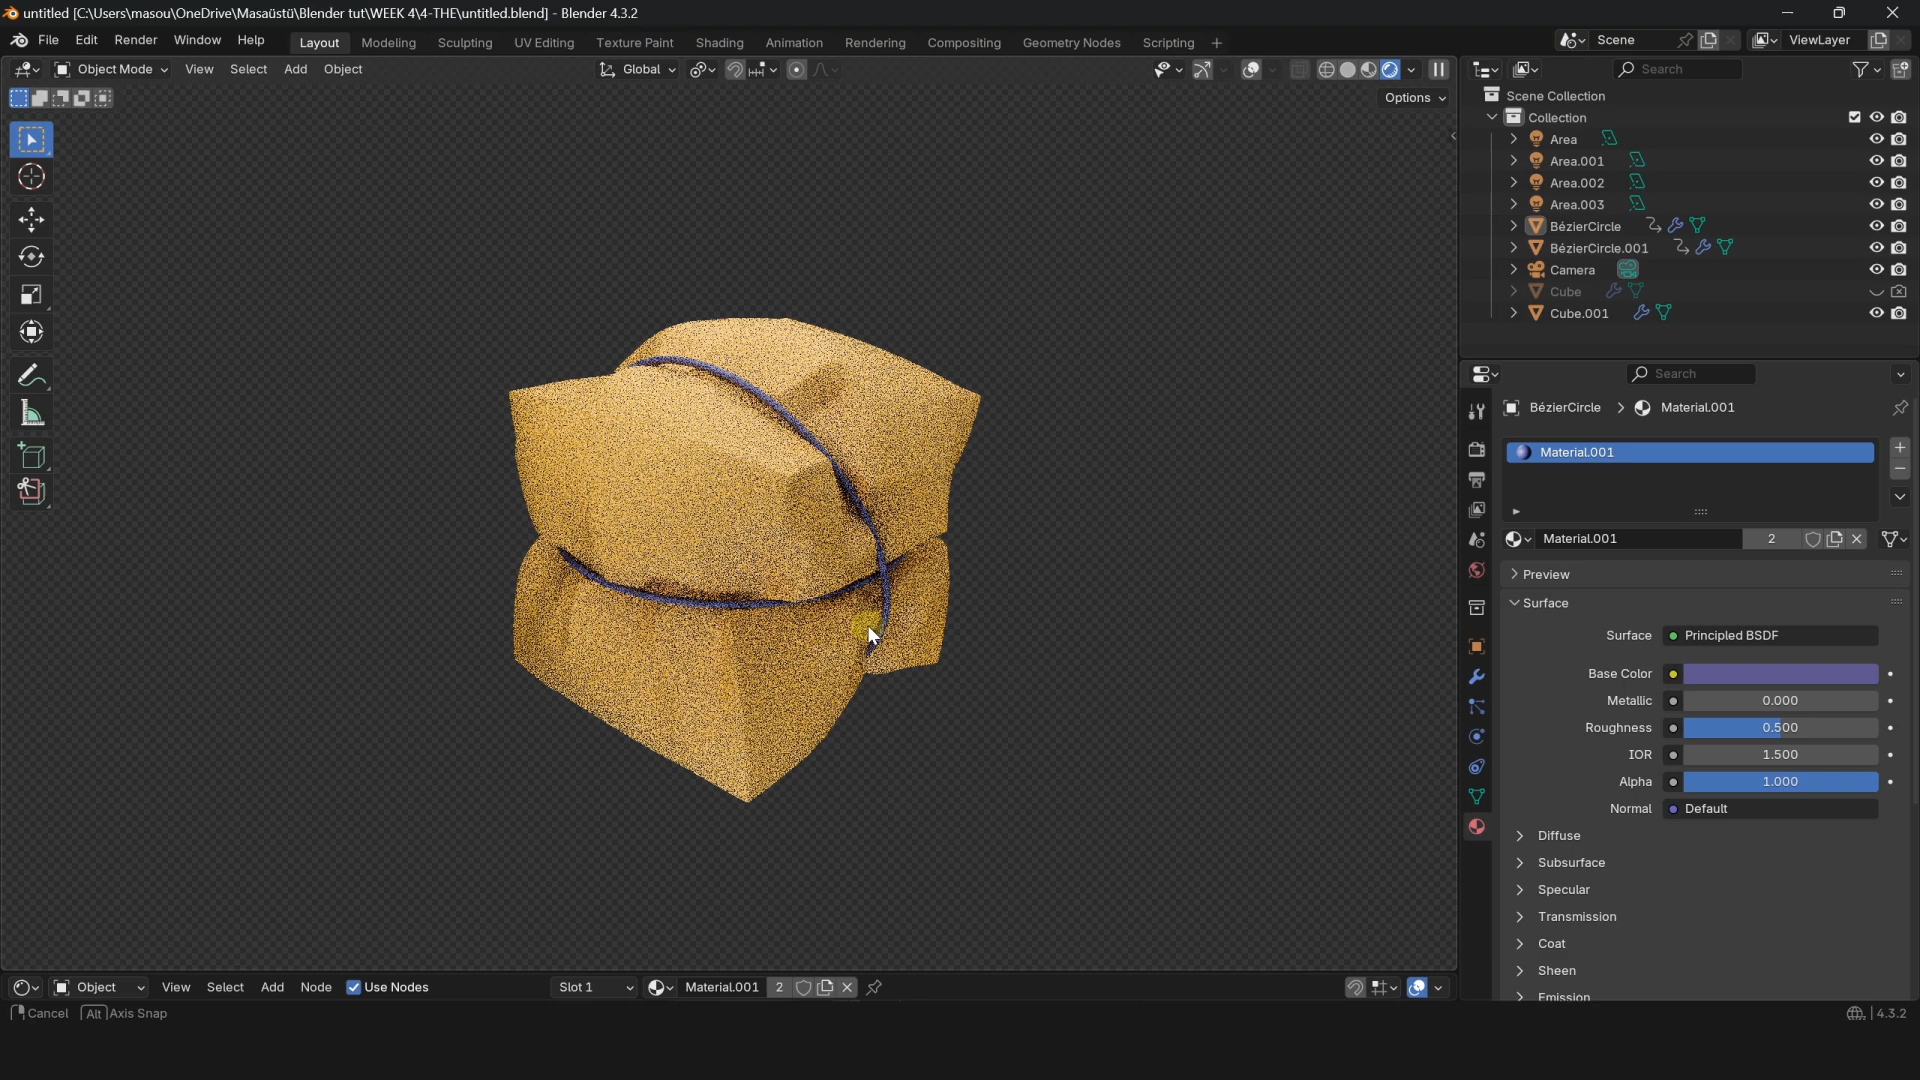 untitled [C:\Users\masou\OneDrive\Masaüstü\Blender tut\WEEK 4\4-THE\untitled.blend] - Blender 4.3.2
File Edit Render Window Help Layout Modeling Sculpting UV Editing Texture Paint Shading Animation Rendering Compositing Geometry Nodes Scripting + Scene ViewLayer
Object Mode View Select Add Object Global Search
Options
Scene Collection
Collection
Area
Area.001
Area.002
Area.003
BézierCircle
BézierCircle.001
Camera
Cube
Cube.001
Search
BézierCircle > Material.001
Material.001
Material.001 2
Preview
Surface
Surface Principled BSDF
Base Color
Metallic 0.000
Roughness 0.500
IOR 1.500
Alpha 1.000
Normal Default
Diffuse
Subsurface
Specular
Transmission
Coat
Sheen
Emission
Object View Select Add Node Use Nodes Slot 1 Material.001 2
Cancel Alt Axis Snap 4.3.2